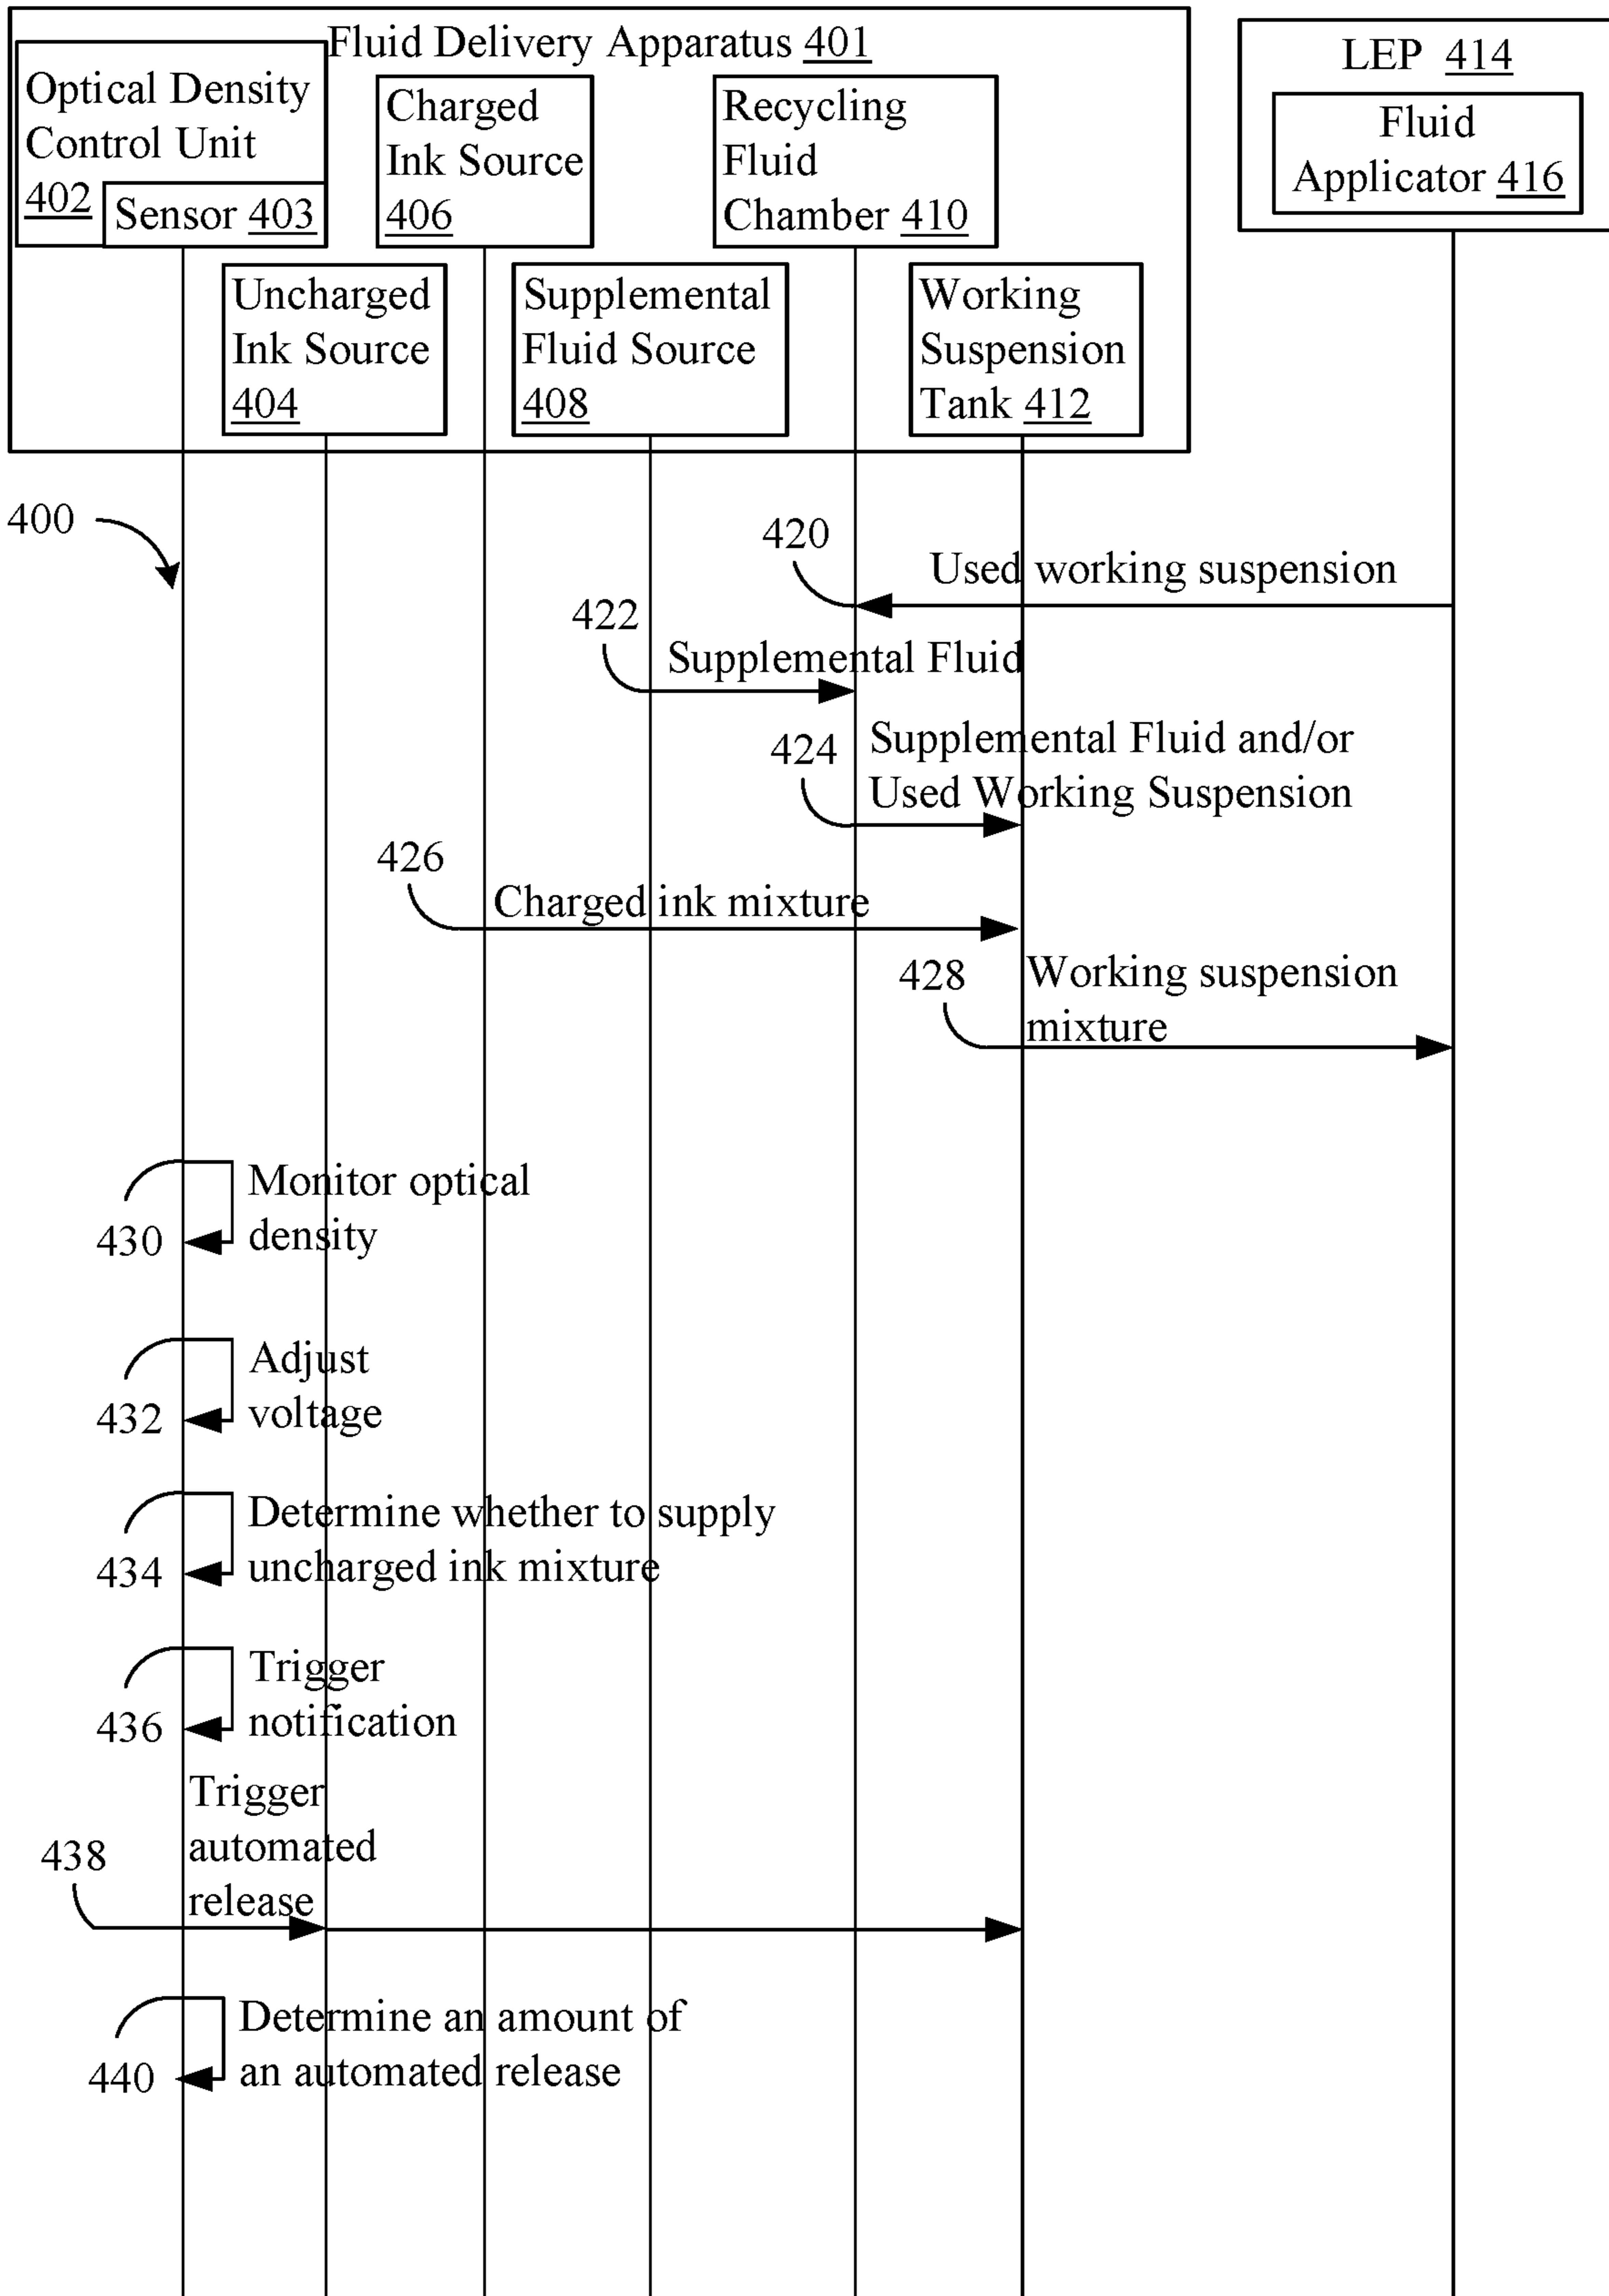 Fluid Delivery Apparatus 401
Optical Density
Control Unit
402
Sensor 403
Charged
Ink Source
406
Recycling
Fluid
Chamber 410
LEP 414
Fluid
Applicator 416
Uncharged
Ink Source
404
Supplemental
Fluid Source
408
Working
Suspension
Tank 412
400
420
Used working suspension
422
Supplemental Fluid
424
Supplemental Fluid and/or
Used Working Suspension
426
Charged ink mixture
428
Working suspension
mixture
Monitor optical
density
430
Adjust
voltage
432
Determine whether to supply
uncharged ink mixture
434
Trigger
notification
436
Trigger
automated
release
438
Determine an amount of
an automated release
440